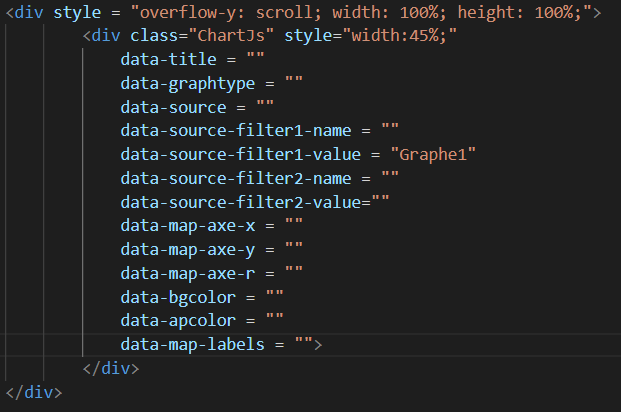 <div style = "overflow-y: scroll; width: 100%; height: 100%;">
<div class="ChartJs" style="width:45%;"
data-title = ""
data-graphtype = ""
data-source = ""
data-source-filter1-name = ""
data-source-filter1-value = "Graphe1"
data-source-filter2-name = ""
data-source-filter2-value=""
data-map-axe-x = ""
data-map-axe-y = ""
data-map-axe-r = ""
data-bgcolor = ""
data-apcolor = ""
data-map-labels = "">
</div>
</div>